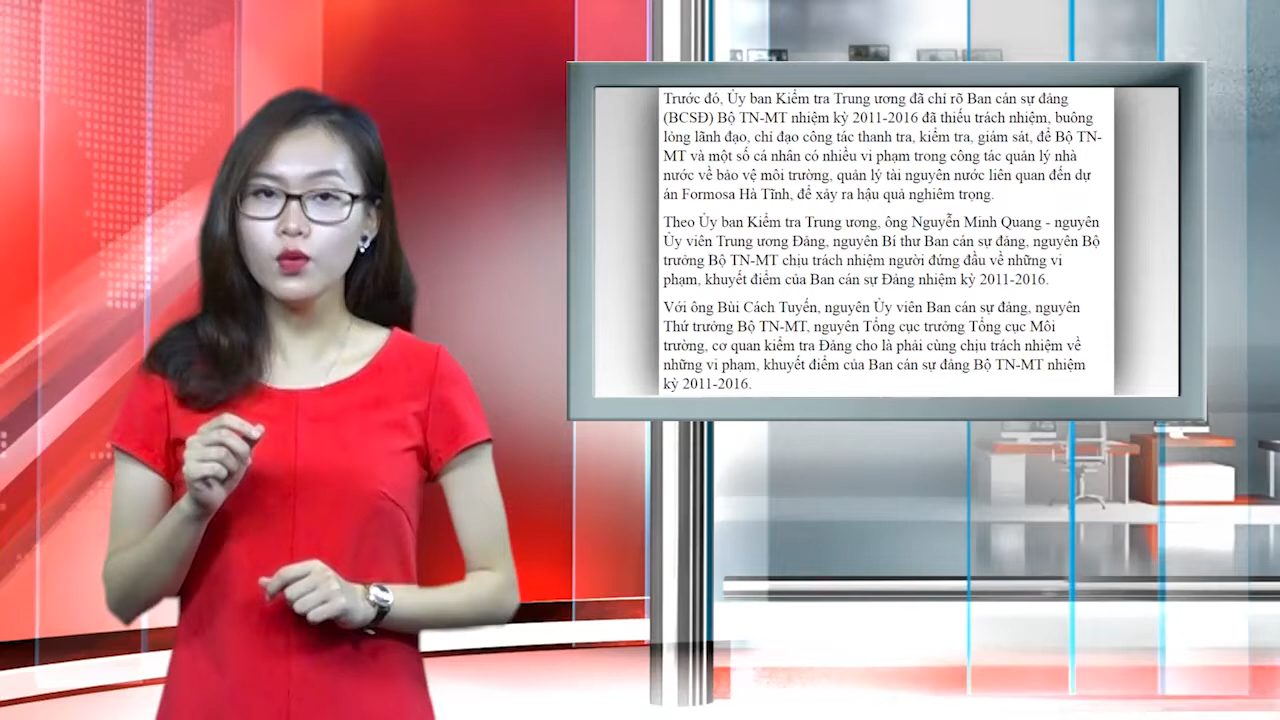 Trước đó, Ủy ban Kiểm tra Trung ương đã chỉ rõ Ban cán sự đảng
(BCSĐ) Bộ TN-MT nhiệm kỳ 2011-2016 đã thiếu trách nhiệm, buông
lỏng lãnh đạo, chỉ đạo công tác thanh tra, kiểm tra, giám sát, để Bộ TN-
MT và một số cá nhân có nhiều vi phạm trong công tác quản lý nhà
nước về bảo vệ môi trường, quản lý tài nguyên nước liên quan đến dự
án Formosa Hà Tĩnh, để xảy ra hậu quả nghiêm trọng.
Theo Ủy ban Kiểm tra Trung ương, ông Nguyễn Minh Quang - nguyên
Ủy viên Trung ương Đảng, nguyên Bí thư Ban cán sự đảng, nguyên Bộ
trưởng Bộ TN-MT chịu trách nhiệm người đứng đầu về những vi
phạm, khuyết điểm của Ban cán sự Đảng nhiệm kỳ 2011-2016.
Với ông Bùi Cách Tuyến, nguyên Ủy viên Ban cán sự đảng, nguyên
Thứ trưởng Bộ TN-MT, nguyên Tổng cục trưởng Tổng cục Môi
trường, cơ quan kiểm tra Đảng cho là phải cùng chịu trách nhiệm về
những vi phạm, khuyết điểm của Ban cán sự đảng Bộ TN-MT nhiệm
kỳ 2011-2016.